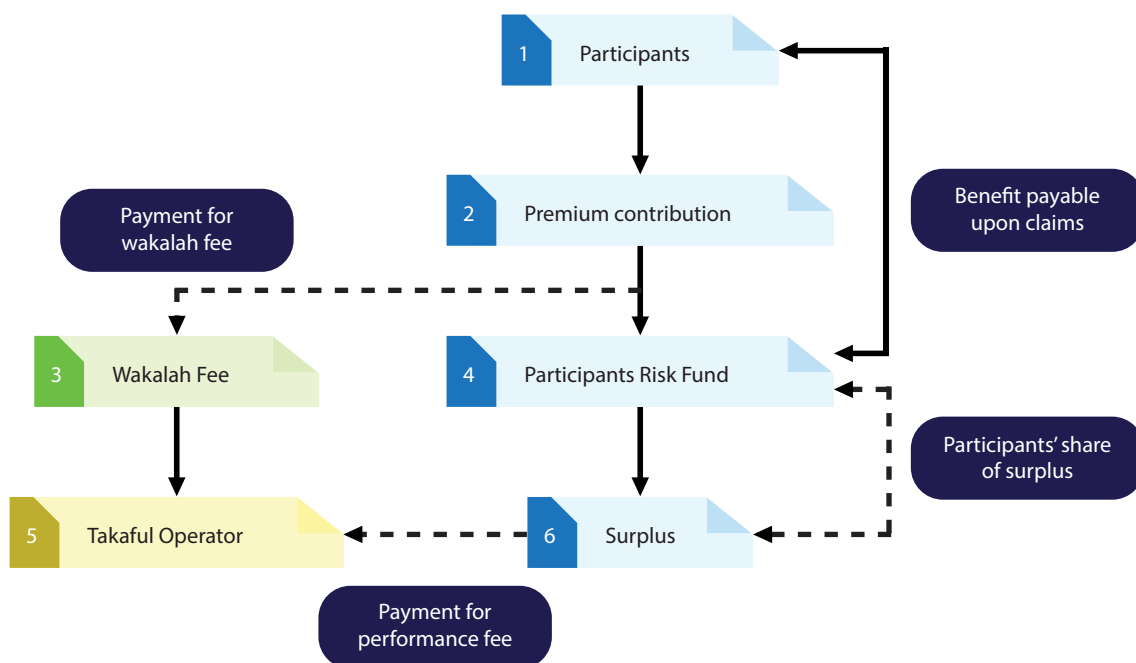 1
Participants
2
Premium contribution
Payment for
wakalah fee
Benefit payable
upon claims
3
Wakalah Fee
4
Participants Risk Fund
Participants’ share
of surplus
5
Takaful Operator
6
Surplus
Payment for
performance fee